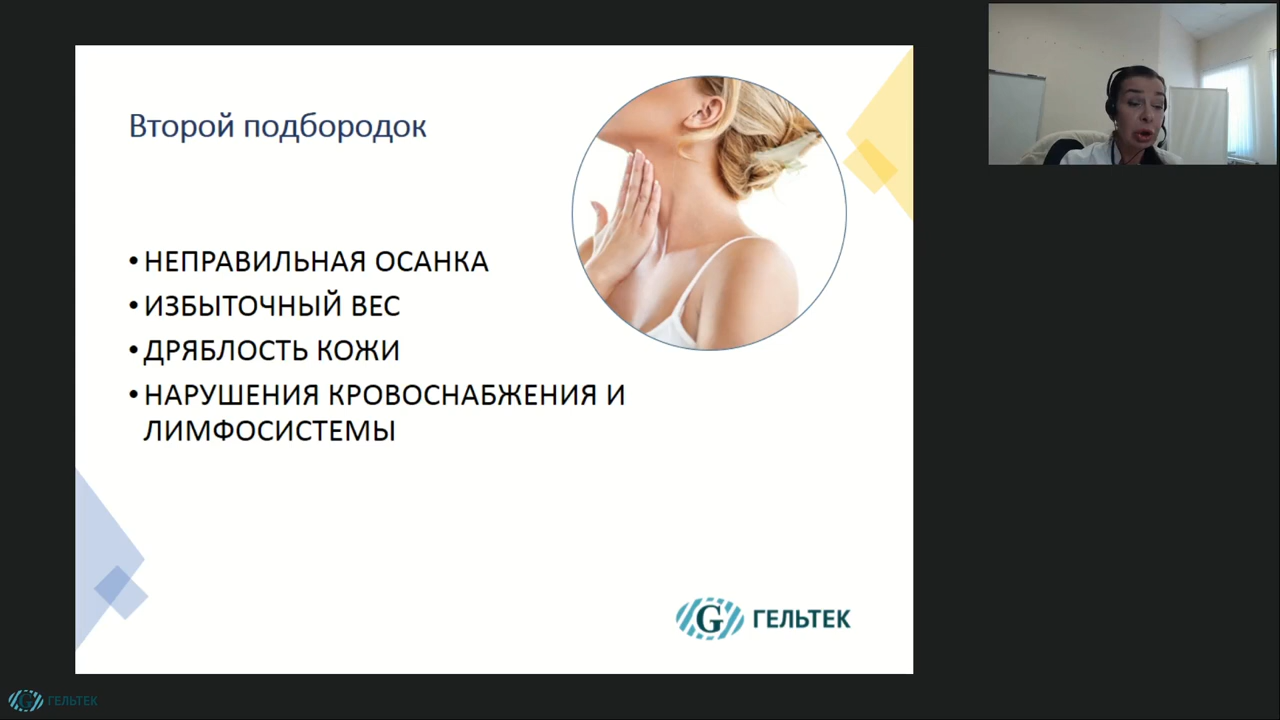 Второй подбородок
• НЕПРАВИЛЬНАЯ ОСАНКА
• ИЗБЫТОЧНЫЙ ВЕС
• ДРЯБЛОСТЬ КОЖИ
• НАРУШЕНИЯ КРОВОСНАБЖЕНИЯ И
ЛИМФОСИСТЕМЫ
G ГЕЛЬТЕК
G ГЕЛЬТЕК